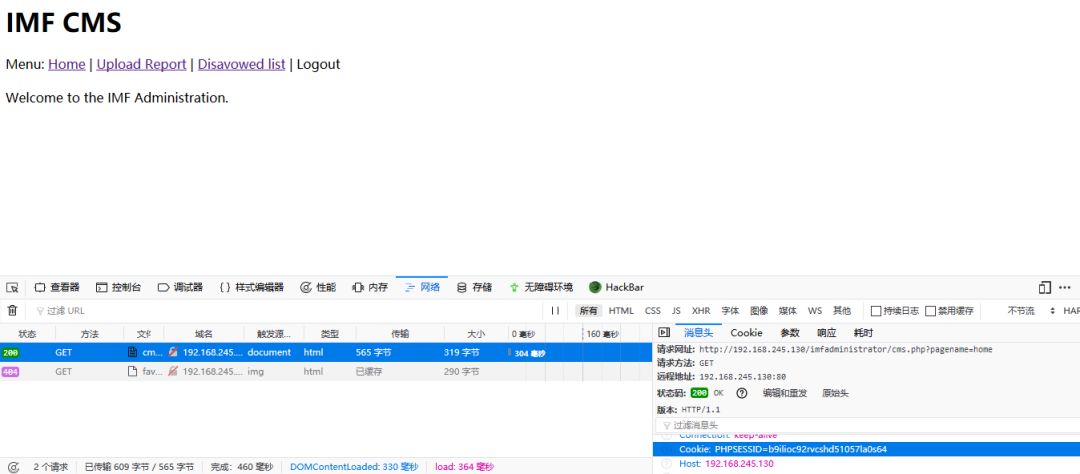 IMF CMS
Menu: Home | Upload Report | Disavowed list | Logout
Welcome to the IMF Administration.
查看器 控制台 调试器 { } 样式编辑器 性能 内存 网络 存储 无障碍环境 HackBar
过滤 URL 所有 HTML CSS JS XHR 字体 图像 媒体 WS 其他 持续日志 禁用缓存 不节流 HAR
状态 方法 域名 触发源... 类型 传输 大小 0 毫秒 160 毫秒
200 GET cm... 192.168.245.... document html 565 字节 319 字节 304 毫秒
404 GET fav... 192.168.245.... img html 已缓存 290 字节
消息头 Cookie 参数 响应 耗时
请求网址: http://192.168.245.130/imfadministrator/cms.php?pagename=home
请求方法: GET
远程地址: 192.168.245.130:80
状态码: 200 OK 编辑和重发 原始头
版本: HTTP/1.1
过滤消息头
Connection: keep-alive
Cookie: PHPSESSID=b9ilioc92rvcshd51057la0s64
Host: 192.168.245.130
2 个请求 已传输 609 字节 / 565 字节 完成: 460 毫秒 DOMContentLoaded: 330 毫秒 load: 364 毫秒